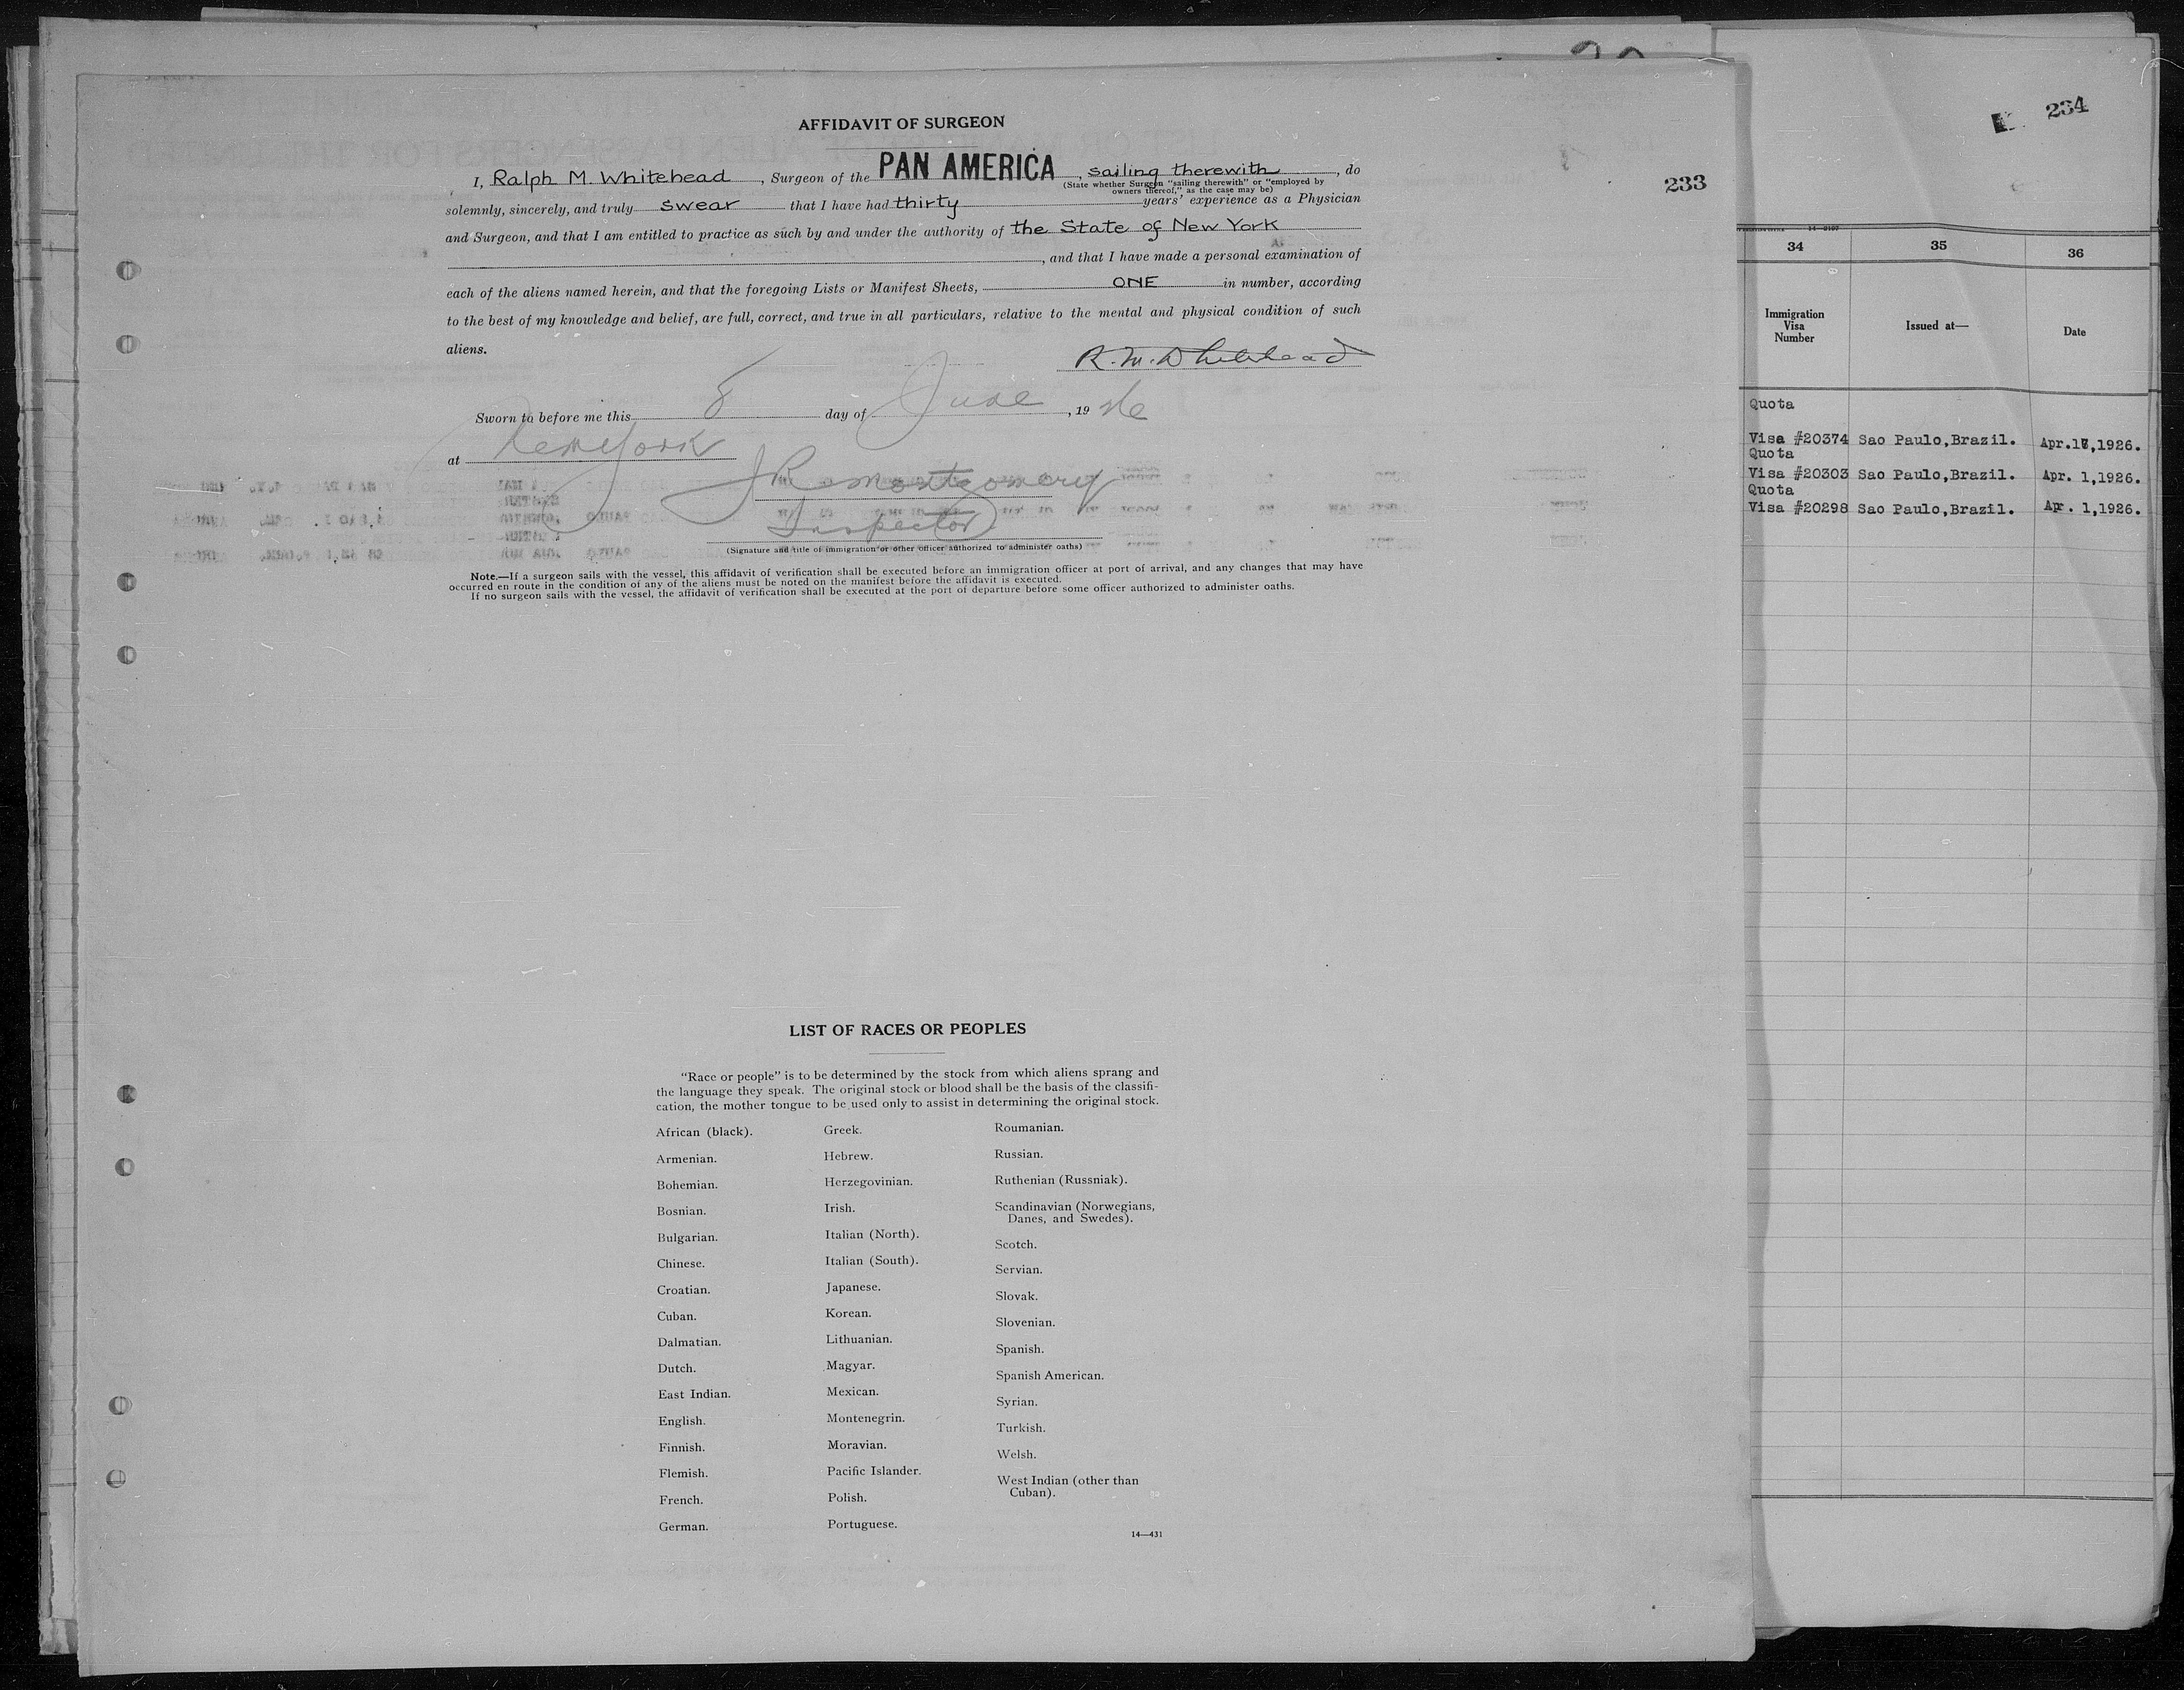 234
233
AFFIDAVIT OF SURGEON
I, Ralph M. Whitehead, Surgeon of the PAN AMERICA, sailing therewith, do
(State whether Surgeon "sailing therewith" or "employed by
owners thereof," as the case may be)
solemnly, sincerely, and truly swear that I have had thirty years' experience as a Physician
and Surgeon, and that I am entitled to practice as such by and under the authority of the State of New York
, and that I have made a personal examination of
each of the aliens named herein, and that the foregoing Lists or Manifest Sheets, ONE in number, according
to the best of my knowledge and belief, are full, correct, and true in all particulars, relative to the mental and physical condition of such
aliens.
R. M. Whitehead
Sworn to before me this 8 day of June, 19
at New York
Montgomery
Inspector
(Signature and title of immigration or other officer authorized to administer oaths)
Note.—If a surgeon sails with the vessel, this affidavit of verification shall be executed before an immigration officer at port of arrival, and any changes that may have
occurred en route in the condition of any of the aliens must be noted on the manifest before the affidavit is executed.
If no surgeon sails with the vessel, the affidavit of verification shall be executed at the port of departure before some officer authorized to administer oaths.
LIST OF RACES OR PEOPLES
"Race or people" is to be determined by the stock from which aliens sprang and
the language they speak. The original stock or blood shall be the basis of the classifi-
cation, the mother tongue to be used only to assist in determining the original stock.
African (black).
Armenian.
Bohemian.
Bosnian.
Bulgarian.
Chinese.
Croatian.
Cuban.
Dalmatian.
Dutch.
East Indian.
English.
Finnish.
Flemish.
French.
German.
Greek.
Hebrew.
Herzegovinian.
Irish.
Italian (North).
Italian (South).
Japanese.
Korean.
Lithuanian.
Magyar.
Mexican.
Montenegrin.
Moravian.
Pacific Islander.
Polish.
Portuguese.
Roumanian.
Russian.
Ruthenian (Russniak).
Scandinavian (Norwegians,
Danes, and Swedes).
Scotch.
Servian.
Slovak.
Slovenian.
Spanish.
Spanish American.
Syrian.
Turkish.
Welsh.
West Indian (other than
Cuban).
14—431
34 35 36
Immigration
Visa
Number
Issued at—
Date
Quota
Visa #20374 Sao Paulo, Brazil.
Quota
Visa #20303 Sao Paulo, Brazil. Apr. 1, 1926.
Quota
Visa #20298 Sao Paulo, Brazil. Apr. 1, 1926.